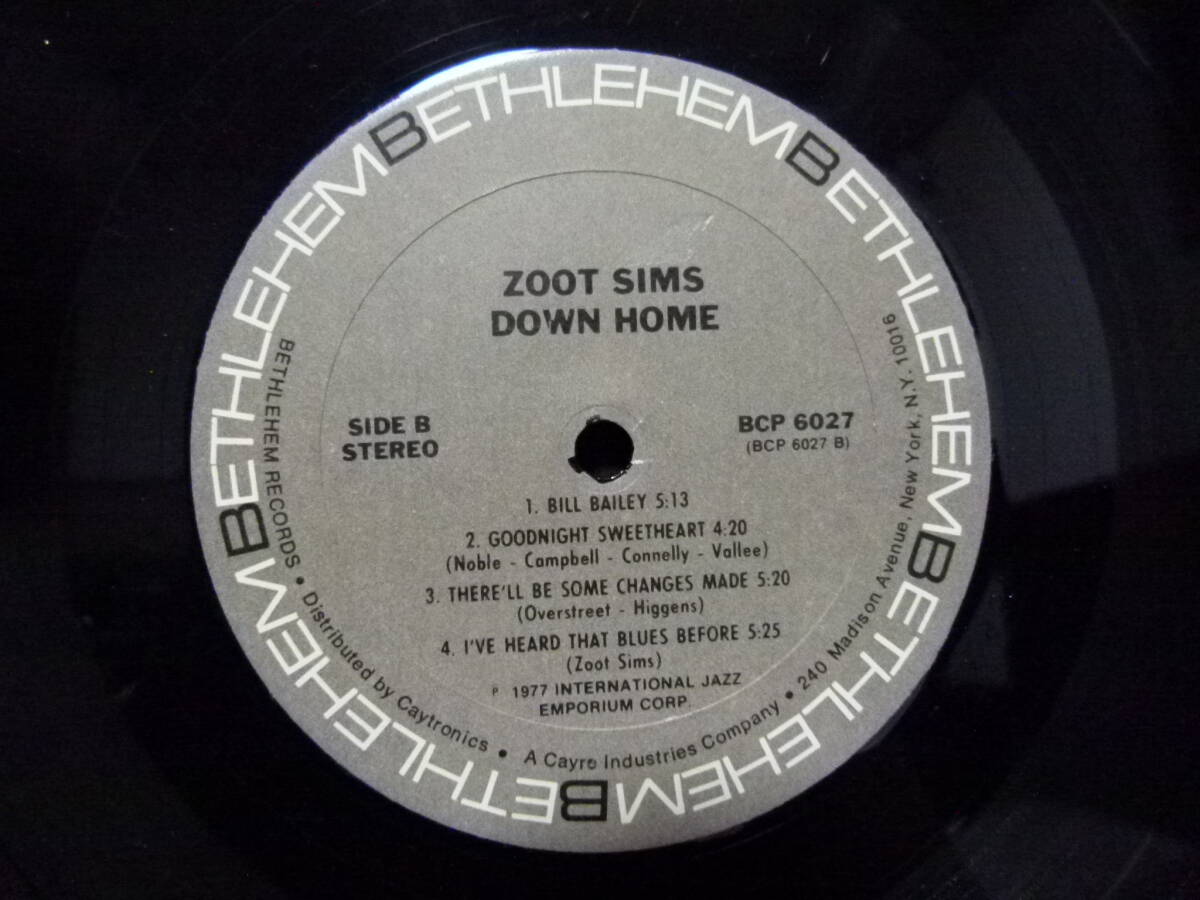 BETHLEHEM BETHLEHEM BETHLEHEM BETHLEHEM BETHLEHEM BETHLEHEM
ZOOT SIMS
DOWN HOME
SIDE B
STEREO
BCP 6027
(BCP 6027 B)
1. BILL BAILEY 5:13
2. GOODNIGHT SWEETHEART 4:20
(Noble - Campbell - Connelly - Vallee)
3. THERE'LL BE SOME CHANGES MADE 5:20
(Overstreet - Higgens)
4. I'VE HEARD THAT BLUES BEFORE 5:25
(Zoot Sims)
℗ 1977 INTERNATIONAL JAZZ
EMPORIUM CORP.
BETHLEHEM RECORDS • Distributed by Caytronics • A Cayre Industries Company • 240 Madison Avenue, New York, N.Y. 10016